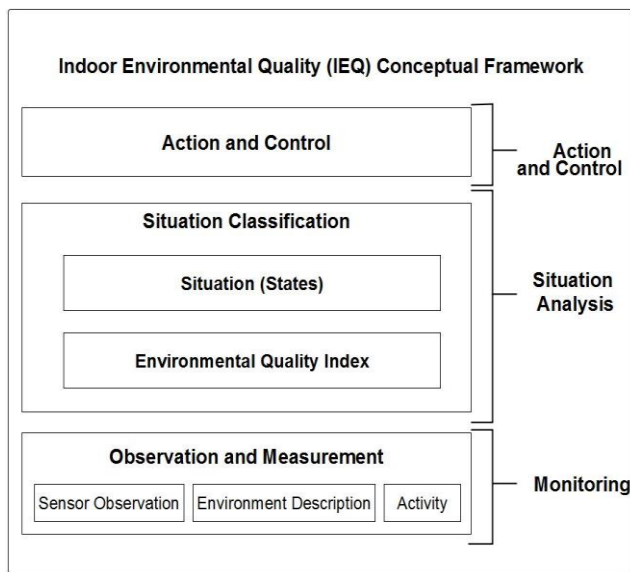 Indoor Environmental Quality (IEQ) Conceptual Framework
Action and Control
Action
and Control
Situation Classification
Situation (States)
Environmental Quality Index
Situation
Analysis
Observation and Measurement
Sensor Observation
Environment Description
Activity
Monitoring